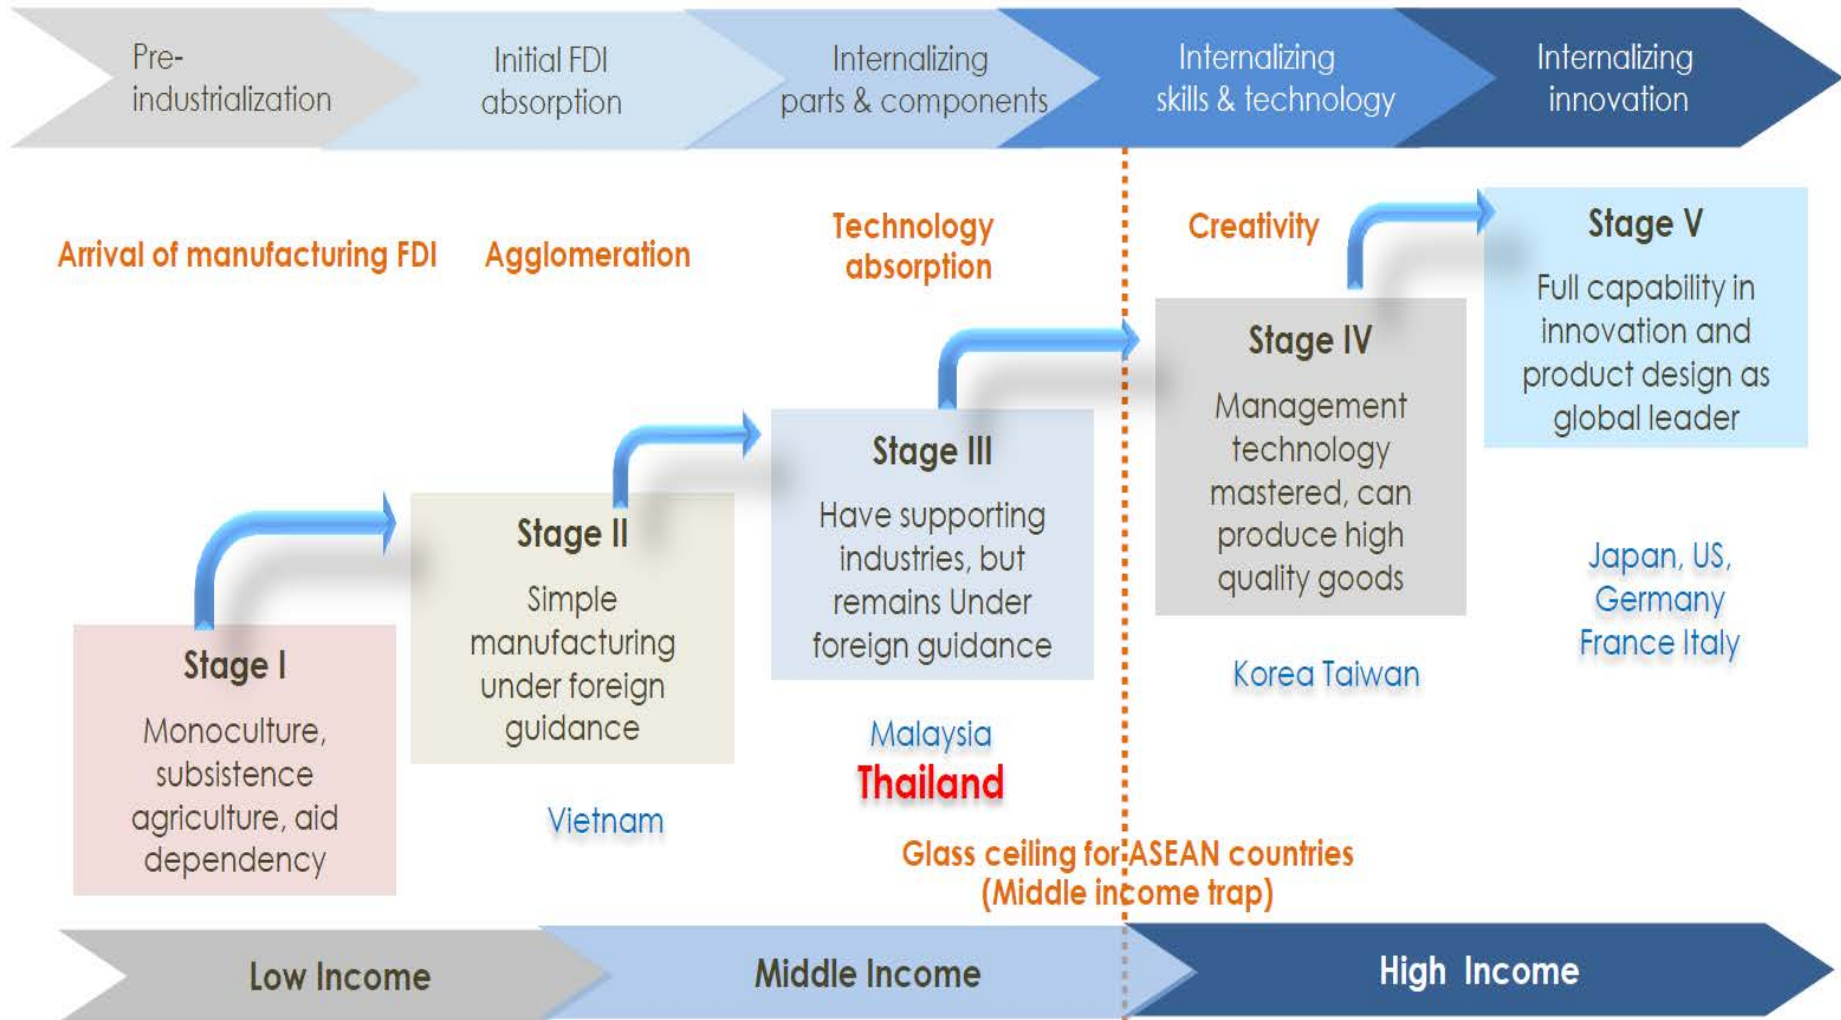 Pre-
industrialization
Initial FDI
absorption
Internalizing
parts & components
Internalizing
skills & technology
Internalizing
innovation
Arrival of manufacturing FDI
Agglomeration
Technology
absorption
Creativity
Stage I
Monoculture,
subsistence
agriculture, aid
dependency
Stage II
Simple
manufacturing
under foreign
guidance
Vietnam
Stage III
Have supporting
industries, but
remains Under
foreign guidance
Malaysia
Thailand
Stage IV
Management
technology
mastered, can
produce high
quality goods
Korea Taiwan
Stage V
Full capability in
innovation and
product design as
global leader
Japan, US,
Germany
France Italy
Glass ceiling for ASEAN countries
(Middle income trap)
Low Income
Middle Income
High Income